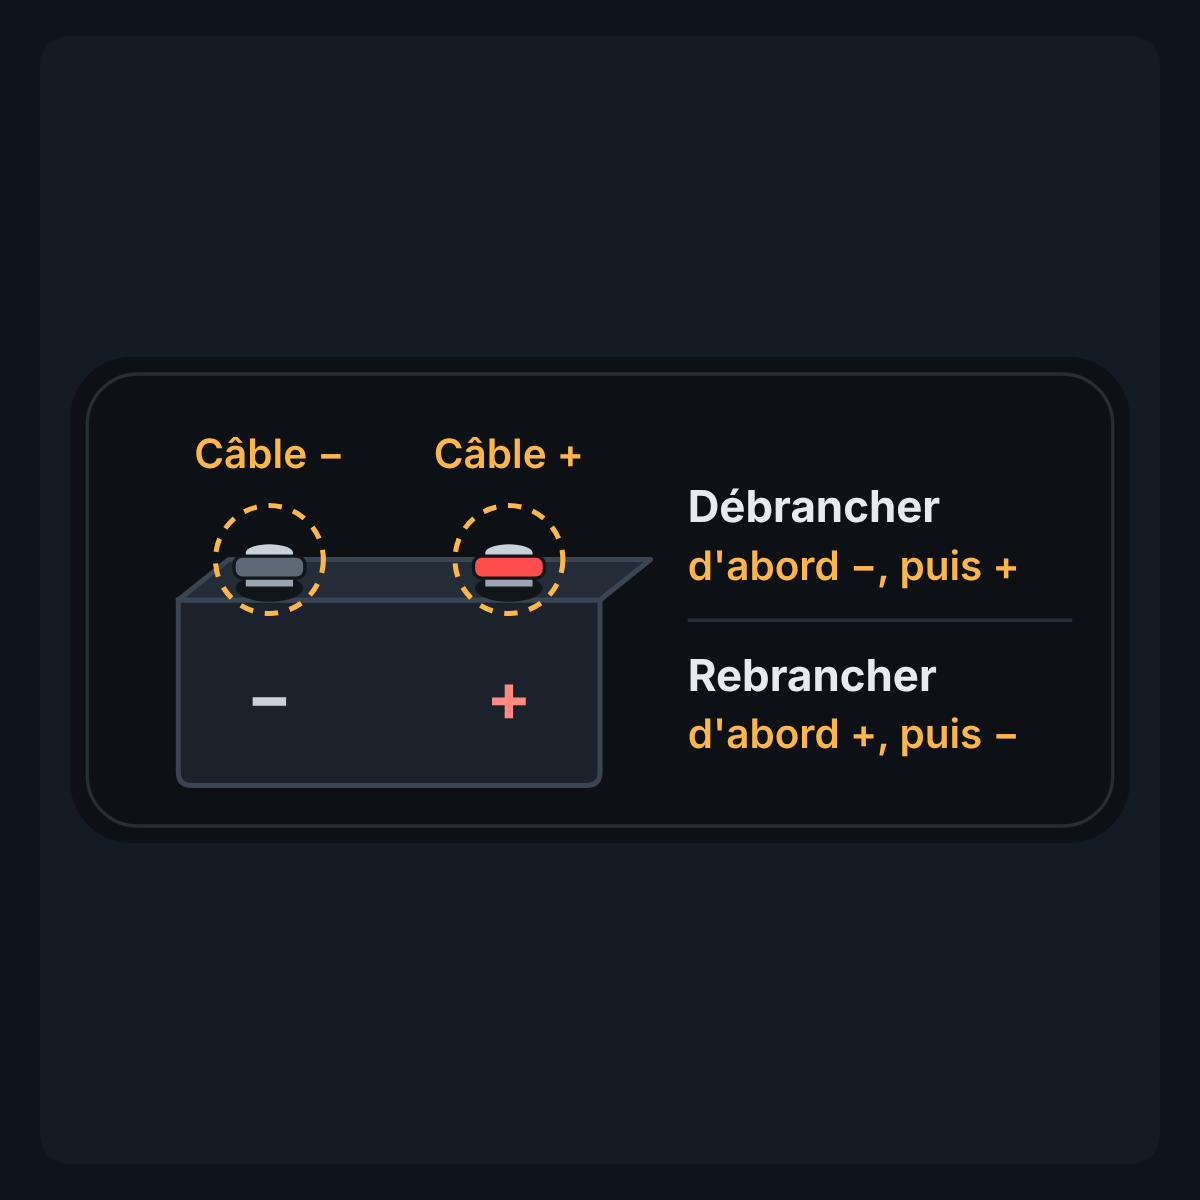 Câble −
Câble +
− 
+
Débrancher
d'abord −, puis +
Rebrancher
d'abord +, puis −